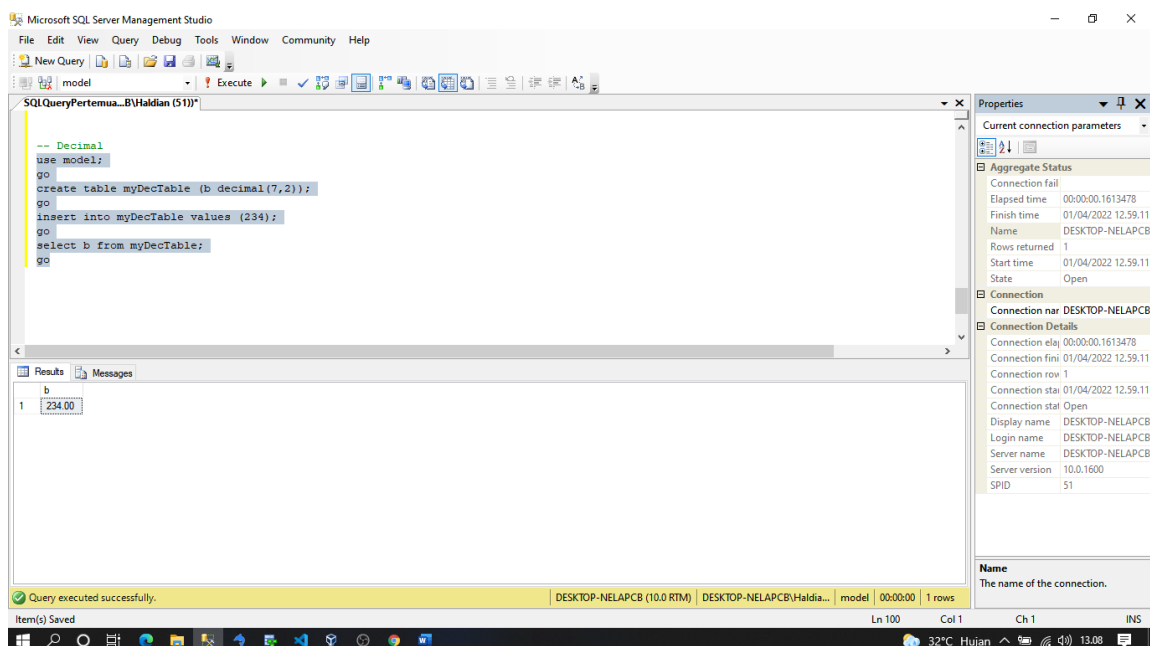 Microsoft SQL Server Management Studio
File Edit View Query Debug Tools Window Community Help
New Query
model Execute
SQLQueryPertemua...B\Haldian (51))*
-- Decimal
use model;
go
create table myDecTable (b decimal(7,2));
go
insert into myDecTable values (234);
go
select b from myDecTable;
go
Results Messages
b
1 234.00
Query executed successfully. DESKTOP-NELAPCB (10.0 RTM) DESKTOP-NELAPCB\Haldia... model 00:00:00 1 rows
Properties
Current connection parameters
Aggregate Status
Connection fail
Elapsed time 00:00:00.1613478
Finish time 01/04/2022 12.59.11
Name DESKTOP-NELAPCB
Rows returned 1
Start time 01/04/2022 12.59.11
State Open
Connection
Connection nar DESKTOP-NELAPCB
Connection Details
Connection ela 00:00:00.1613478
Connection fini 01/04/2022 12.59.11
Connection row 1
Connection sta 01/04/2022 12.59.11
Connection stat Open
Display name DESKTOP-NELAPCB
Login name DESKTOP-NELAPCB
Server name DESKTOP-NELAPCB
Server version 10.0.1600
SPID 51
Name
The name of the connection.
Item(s) Saved Ln 100 Col 1 Ch 1 INS
32°C Hujan 13.08